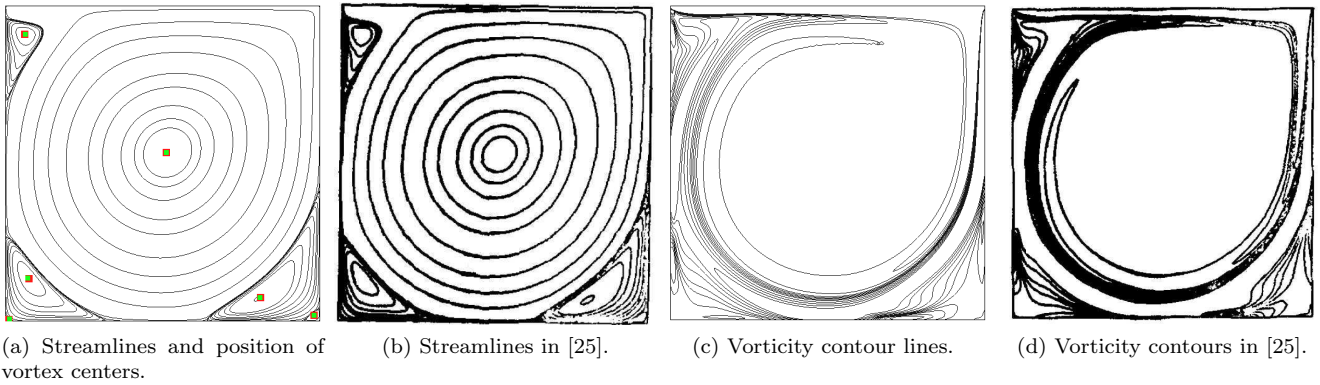 (a) Streamlines and position of
vortex centers.
(b) Streamlines in [25].
(c) Vorticity contour lines.
(d) Vorticity contours in [25].